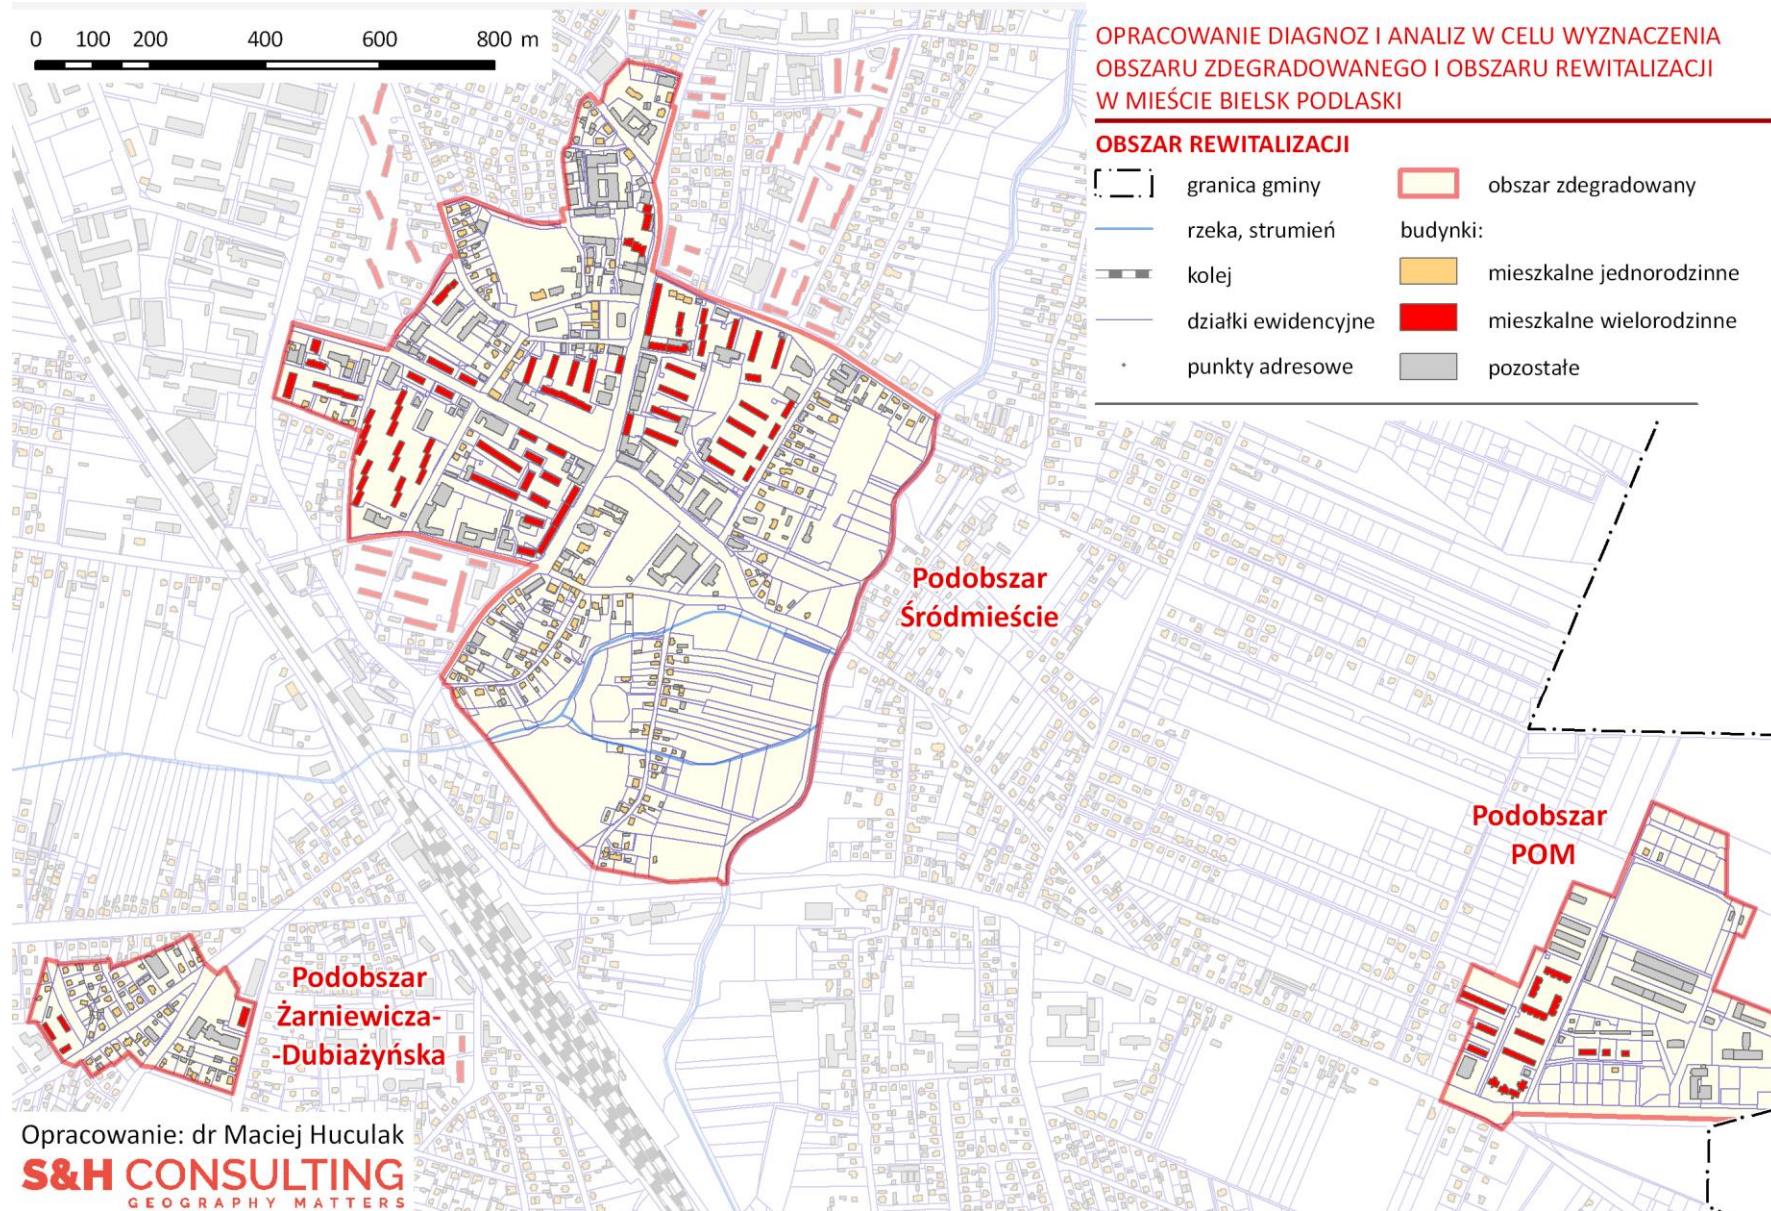 0 100 200 400 600 800 m
OPRACOWANIE DIAGNOZ I ANALIZ W CELU WYZNACZENIA
OBSZARU ZDEGRADOWANEGO I OBSZARU REWITALIZACJI
W MIEŚCIE BIELSK PODLASKI
OBSZAR REWITALIZACJI
granica gminy
rzeka, strumień
kolej
działki ewidencyjne
punkty adresowe
obszar zdegradowany
budynki:
mieszkalne jednorodzinne
mieszkalne wielorodzinne
pozostałe
Podobszar
Śródmieście
Podobszar
POM
Podobszar
Żarniewicza-
-Dubiażyńska
Opracowanie: dr Maciej Huculak
S&H CONSULTING
GEOGRAPHY MATTERS